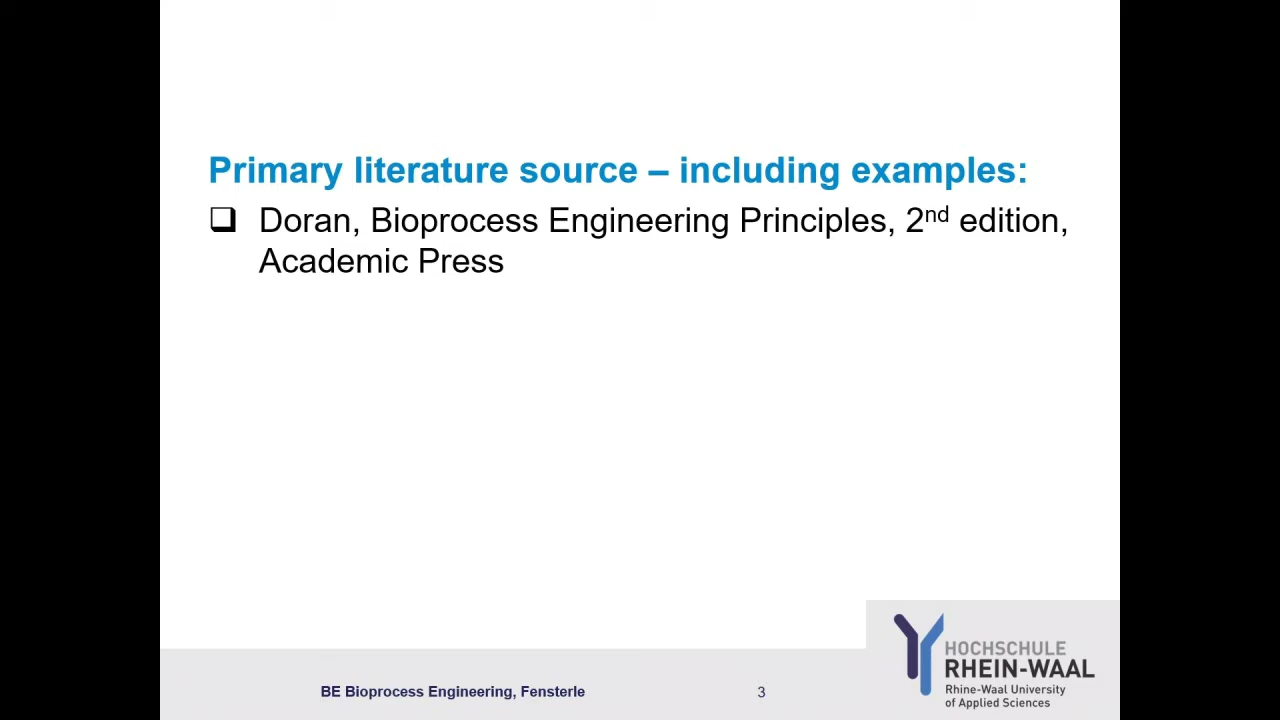 Primary literature source – including examples:
❑ Doran, Bioprocess Engineering Principles, 2nd edition,
Academic Press
BE Bioprocess Engineering, Fensterle
3
HOCHSCHULE
RHEIN-WAAL
Rhine-Waal University
of Applied Sciences